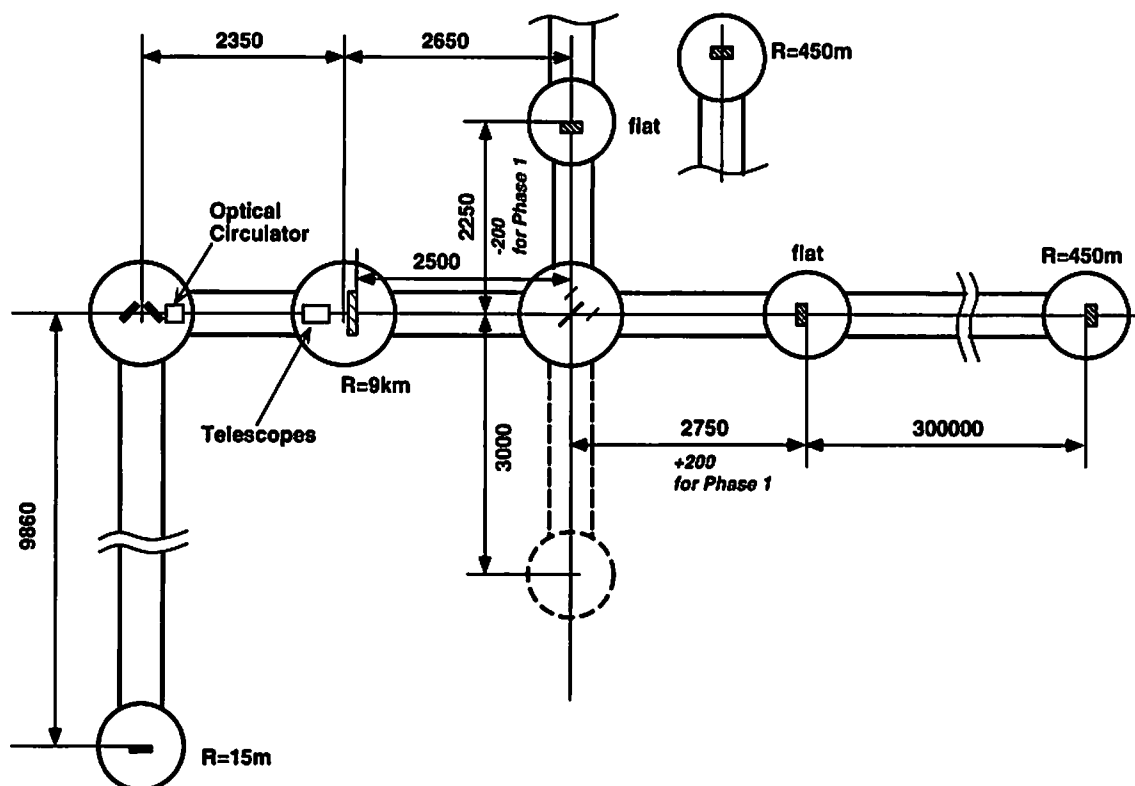 2350
2650
R=450m
flat
2250
-200
for Phase 1
Optical
Circulator
2500
flat
R=450m
R=9km
Telescopes
3000
2750
+200
for Phase 1
300000
9860
R=15m